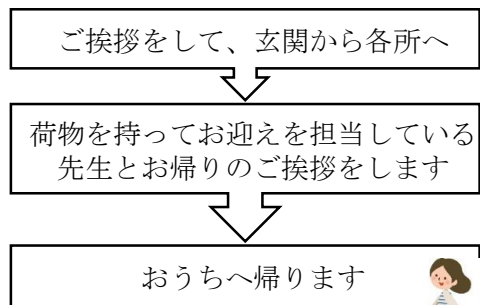 ご挨拶をして、玄関から各所へ
荷物を持ってお迎えを担当している
先生とお帰りのご挨拶をします
おうちへ帰ります